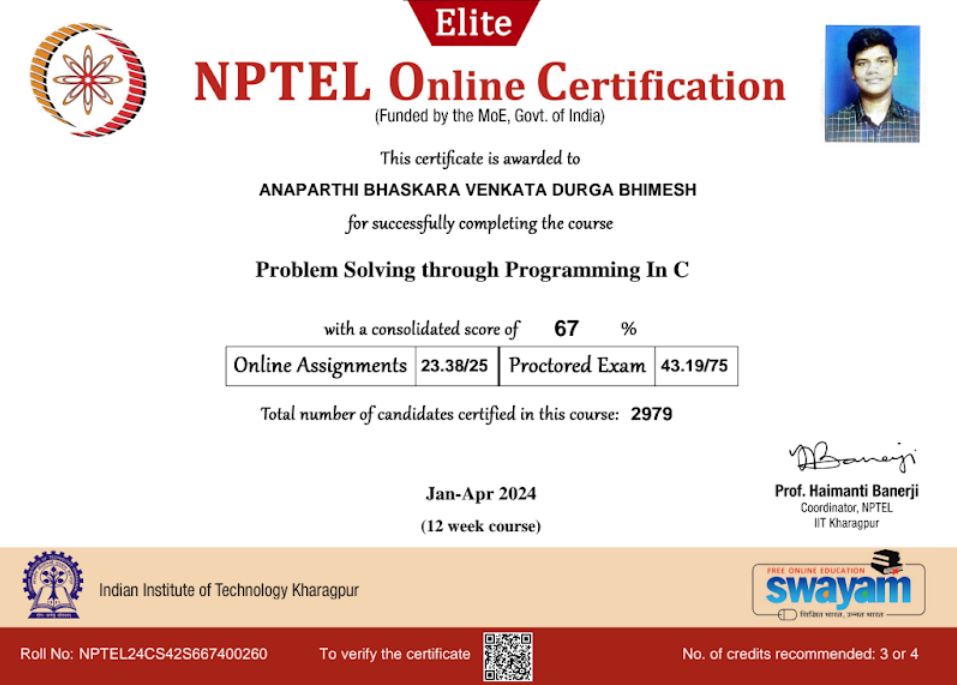 Elite
NPTEL Online Certification
(Funded by the MoE, Govt. of India)
This certificate is awarded to
ANAPARTHI BHASKARA VENKATA DURGA BHIMESH
for successfully completing the course
Problem Solving through Programming In C
with a consolidated score of 67 %
Online Assignments 23.38/25 Proctored Exam 43.19/75
Total number of candidates certified in this course: 2979
Jan-Apr 2024
(12 week course)
Prof. Haimanti Banerji
Coordinator, NPTEL
IIT Kharagpur
Indian Institute of Technology Kharagpur
FREE ONLINE EDUCATION
swayam
शिक्षित भारत, उन्नत भारत
Roll No: NPTEL24CS42S667400260 To verify the certificate No. of credits recommended: 3 or 4